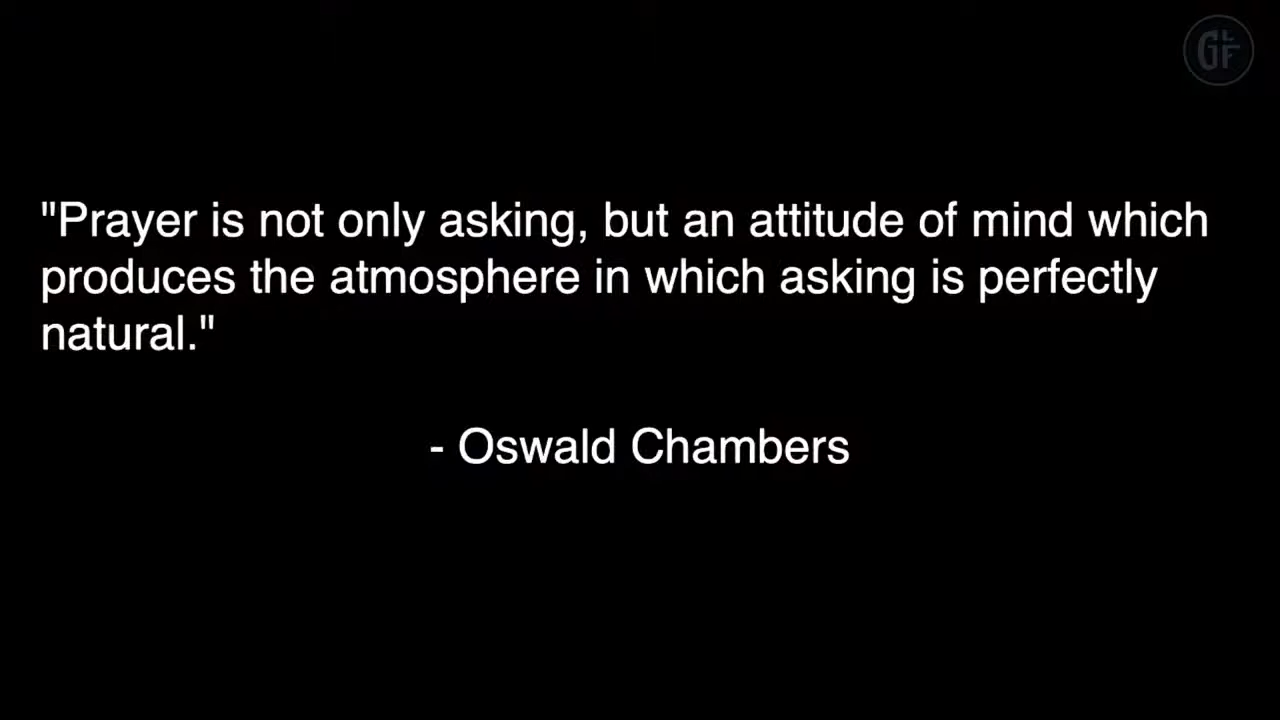 GF
"Prayer is not only asking, but an attitude of mind which
produces the atmosphere in which asking is perfectly
natural."
- Oswald Chambers